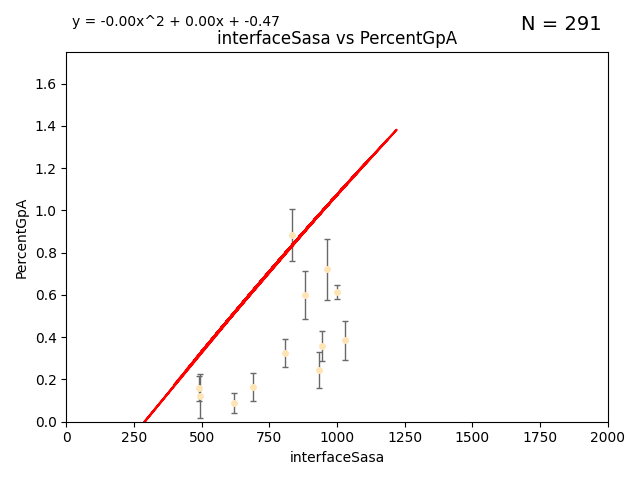 y = -0.00x^2 + 0.00x + -0.47
N = 291
interfaceSasa vs PercentGpA
PercentGpA
1.6
1.4
1.2
1.0
0.8
0.6
0.4
0.2
0.0
0 250 500 750 1000 1250 1500 1750 2000
interfaceSasa